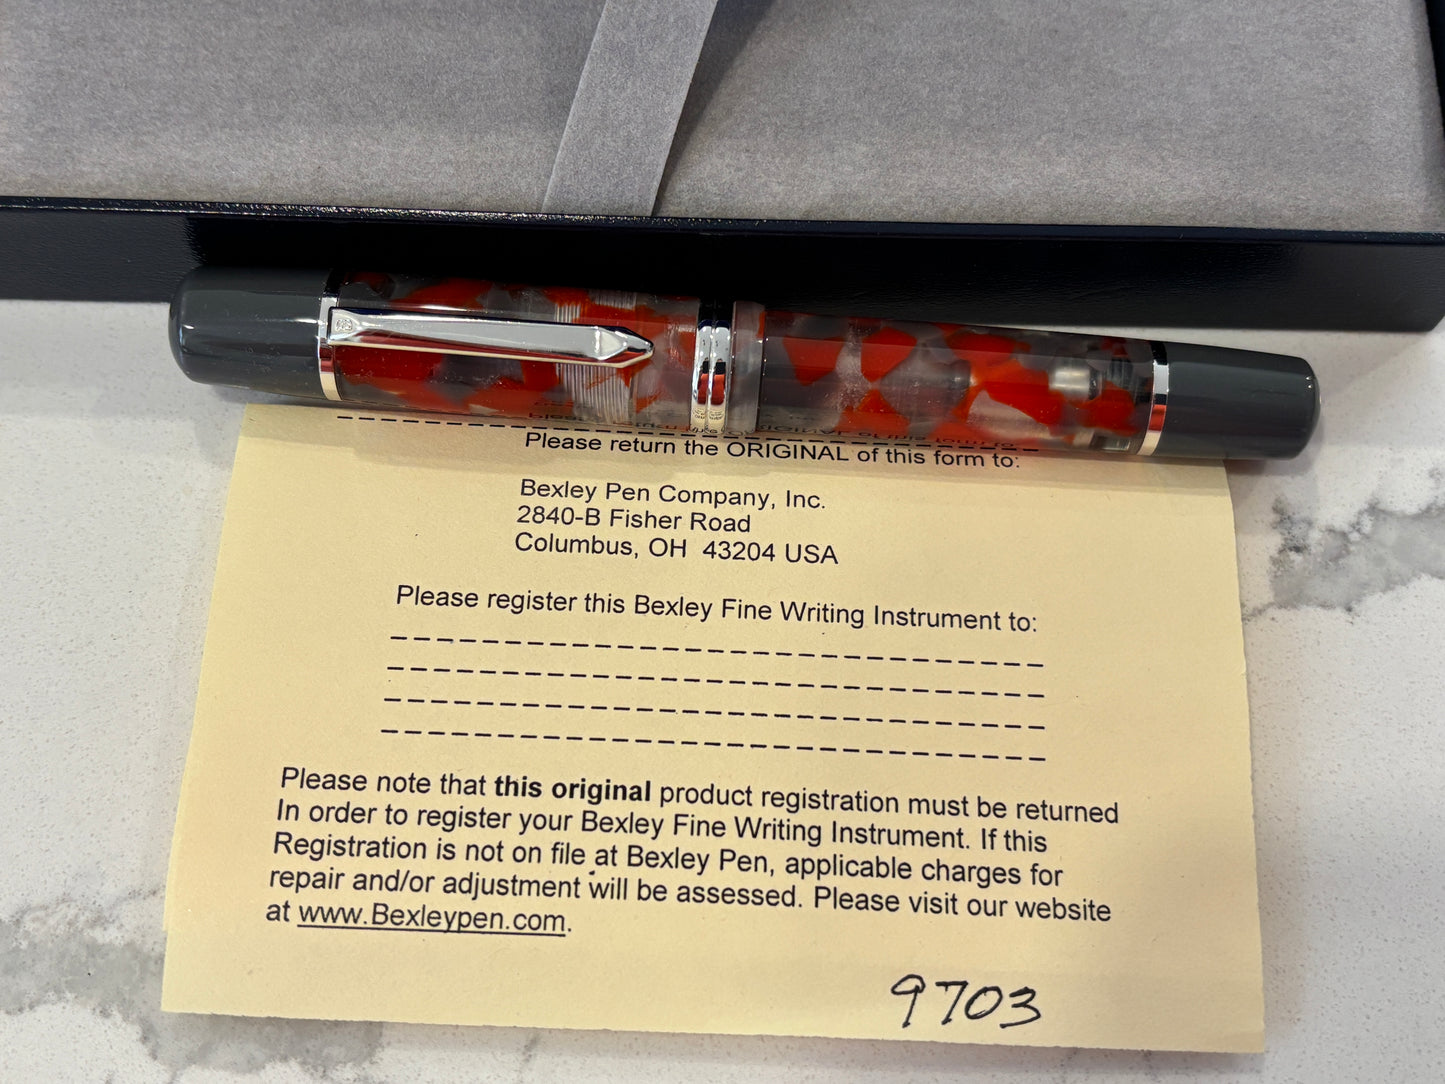 Please return the ORIGINAL of this form to:
Bexley Pen Company, Inc.
2840-B Fisher Road
Columbus, OH 43204 USA
Please register this Bexley Fine Writing Instrument to:
Please note that this original product registration must be returned
In order to register your Bexley Fine Writing Instrument. If this
Registration is not on file at Bexley Pen, applicable charges for
repair and/or adjustment will be assessed. Please visit our website
at www.Bexleypen.com.
9703